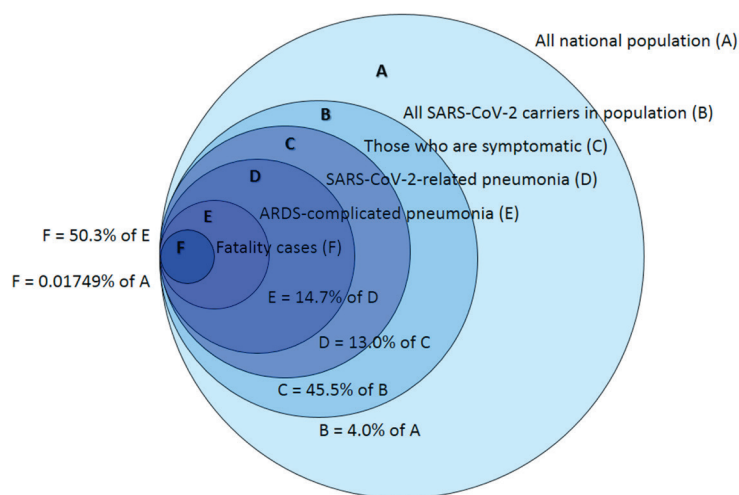 All national population (A)
A
B
All SARS-CoV-2 carriers in population (B)
C
Those who are symptomatic (C)
D
SARS-CoV-2-related pneumonia (D)
E
ARDS-complicated pneumonia (E)
F = 50.3% of E
F
Fatality cases (F)
F = 0.01749% of A
E = 14.7% of D
D = 13.0% of C
C = 45.5% of B
B = 4.0% of A